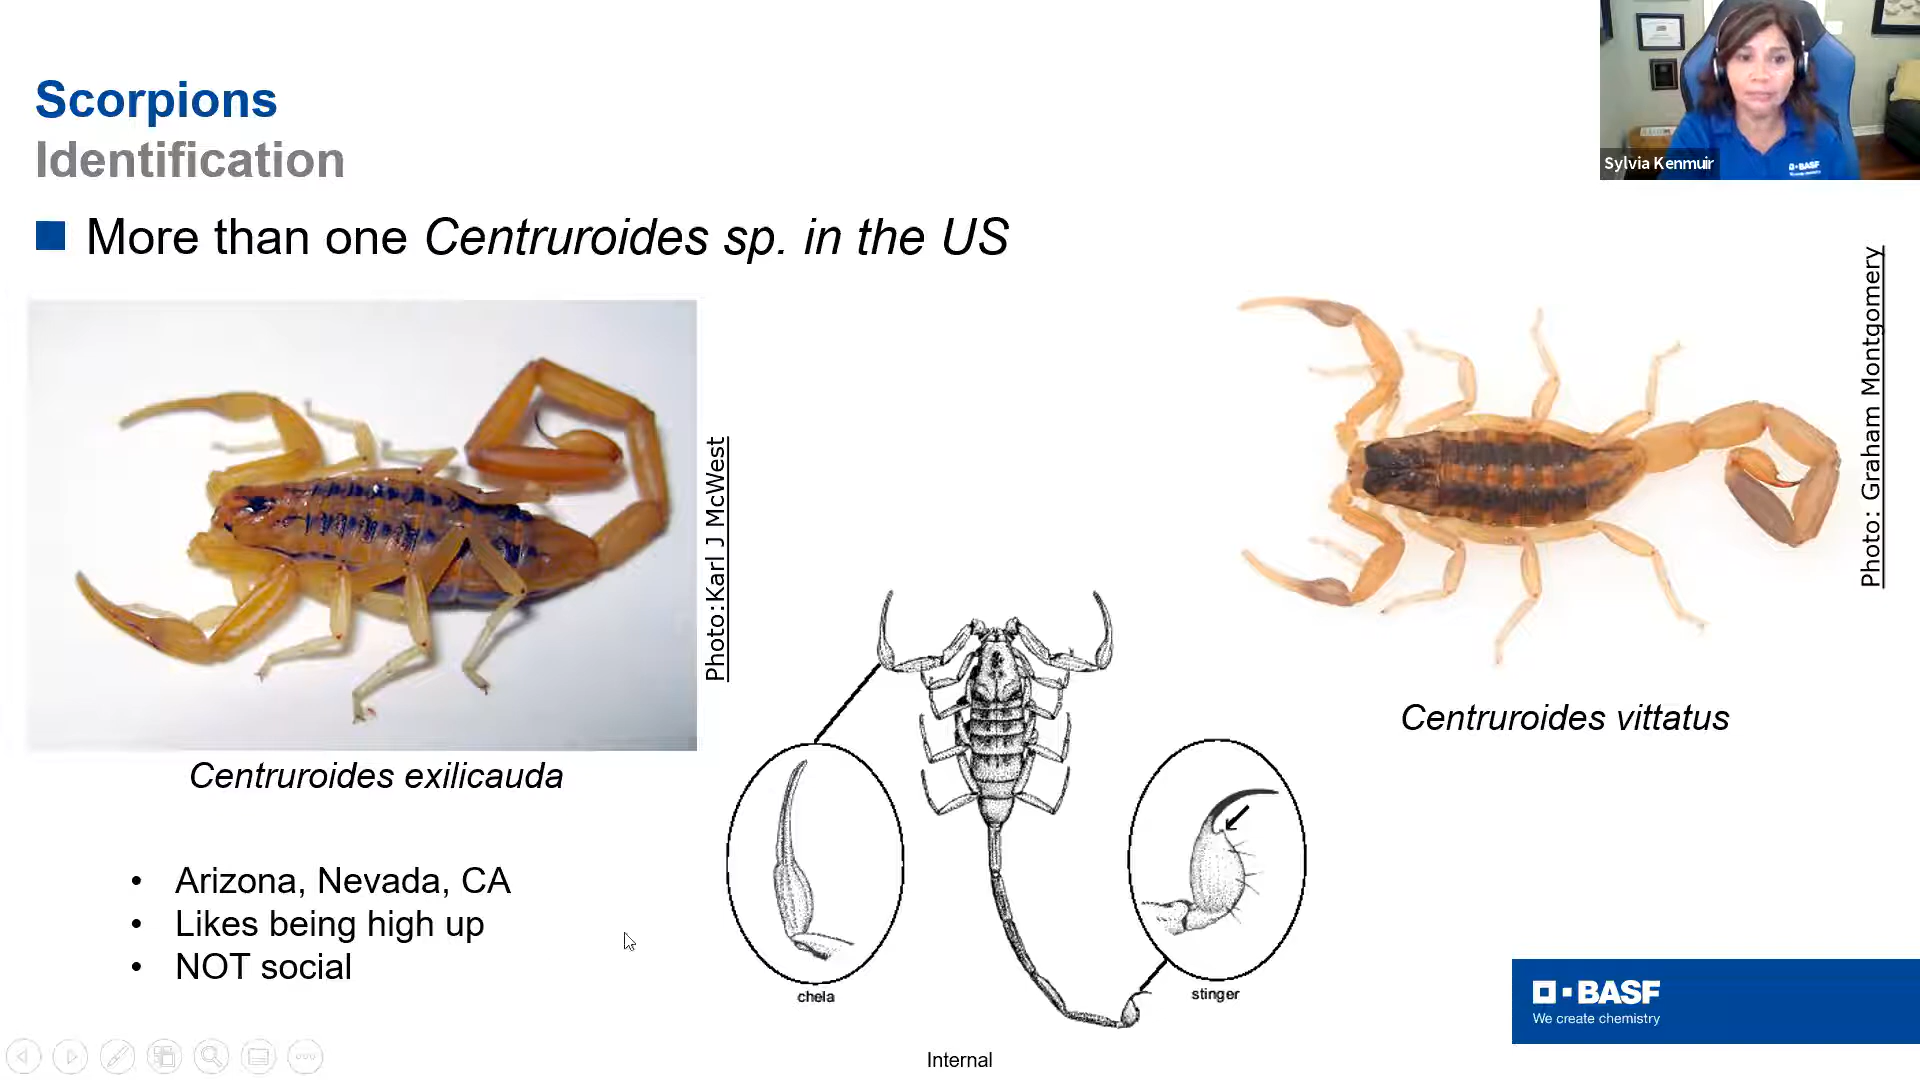 Scorpions
Identification
More than one Centruroides sp. in the US
Sylvia Kenmuir
BASF
Photo:Karl J McWest
Photo: Graham Montgomery
Centruroides exilicauda
Centruroides vittatus
• Arizona, Nevada, CA
• Likes being high up
• NOT social
chela
stinger
BASF
We create chemistry
Internal